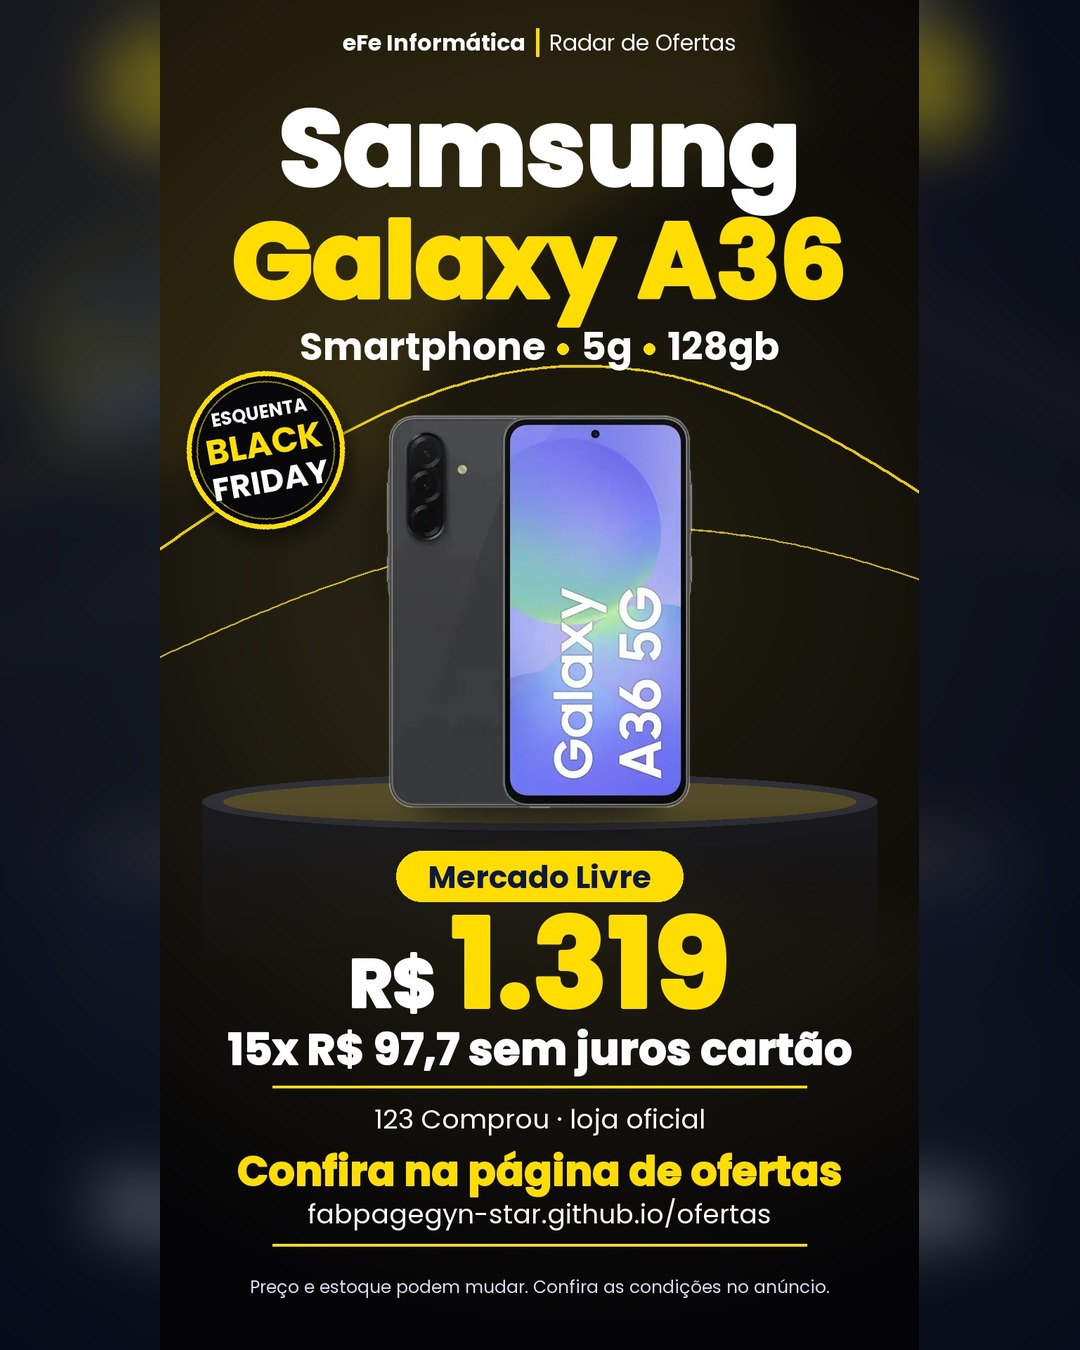 eFe Informática | Radar de Ofertas
Samsung
Galaxy A36
Smartphone • 5g • 128gb
ESQUENTA
BLACK
FRIDAY
Galaxy
A36 5G
Mercado Livre
R$ 1.319
15x R$ 97,7 sem juros cartão
123 Comprou · loja oficial
Confira na página de ofertas
fabpagegyn-star.github.io/ofertas
Preço e estoque podem mudar. Confira as condições no anúncio.